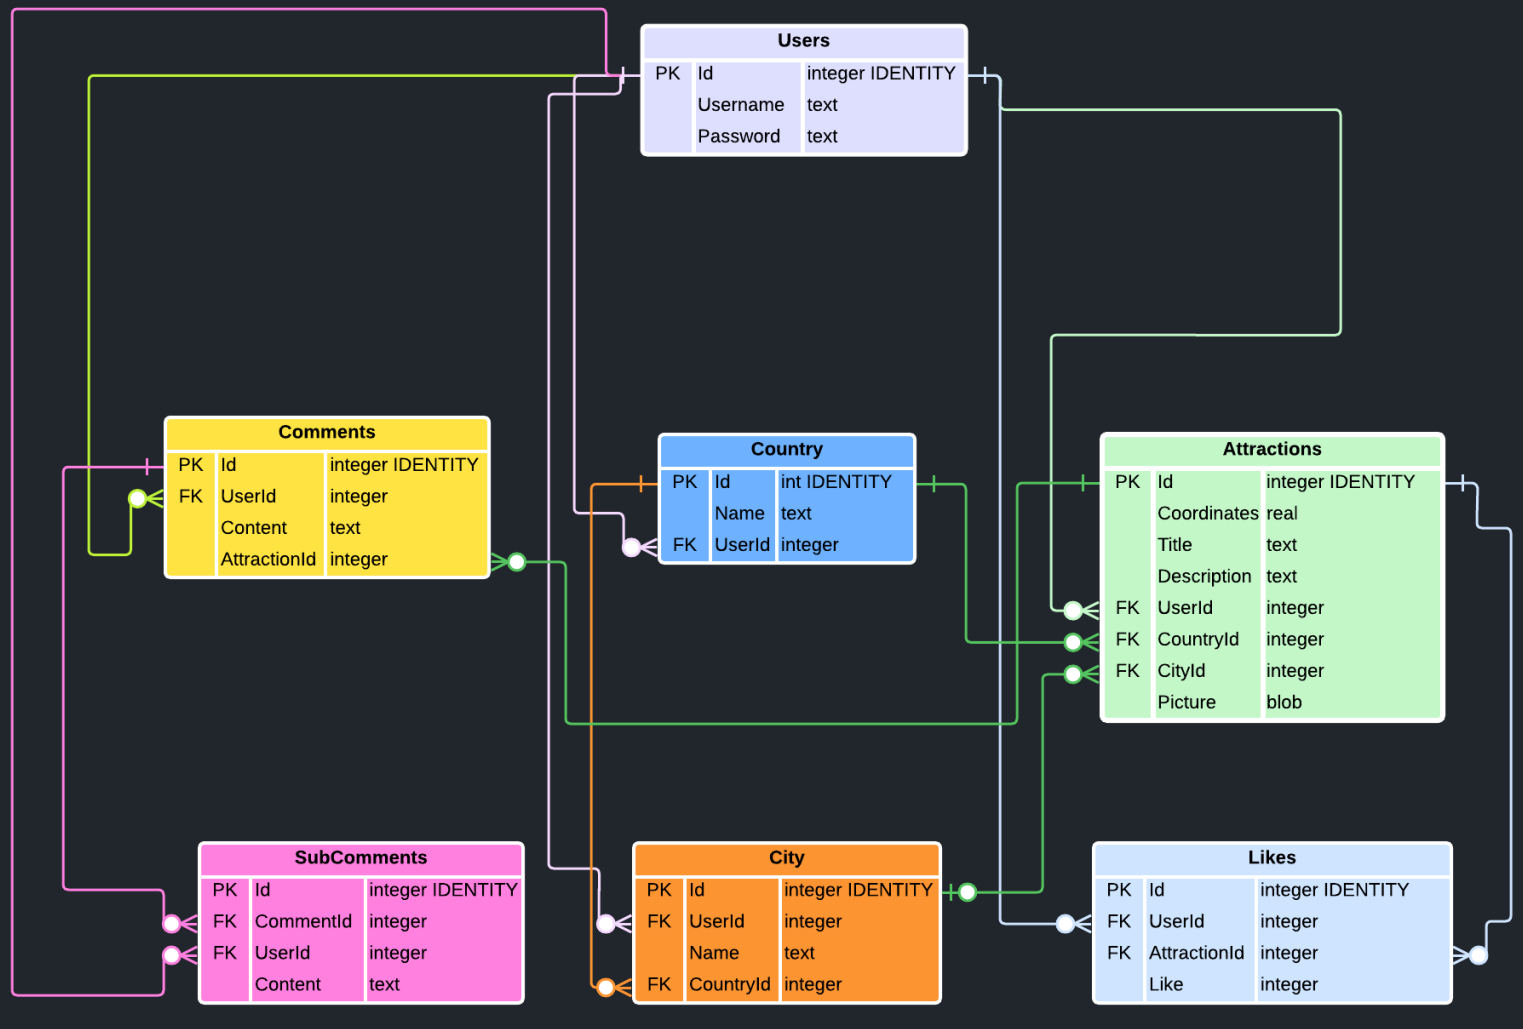 Users
PK Id integer IDENTITY
Username text
Password text
Comments
PK Id integer IDENTITY
FK UserId integer
Content text
AttractionId integer
Country
PK Id int IDENTITY
Name text
FK UserId integer
Attractions
PK Id integer IDENTITY
Coordinates real
Title text
Description text
FK UserId integer
FK CountryId integer
FK CityId integer
Picture blob
SubComments
PK Id integer IDENTITY
FK CommentId integer
FK UserId integer
Content text
City
PK Id integer IDENTITY
FK UserId integer
Name text
FK CountryId integer
Likes
PK Id integer IDENTITY
FK UserId integer
FK AttractionId integer
Like integer